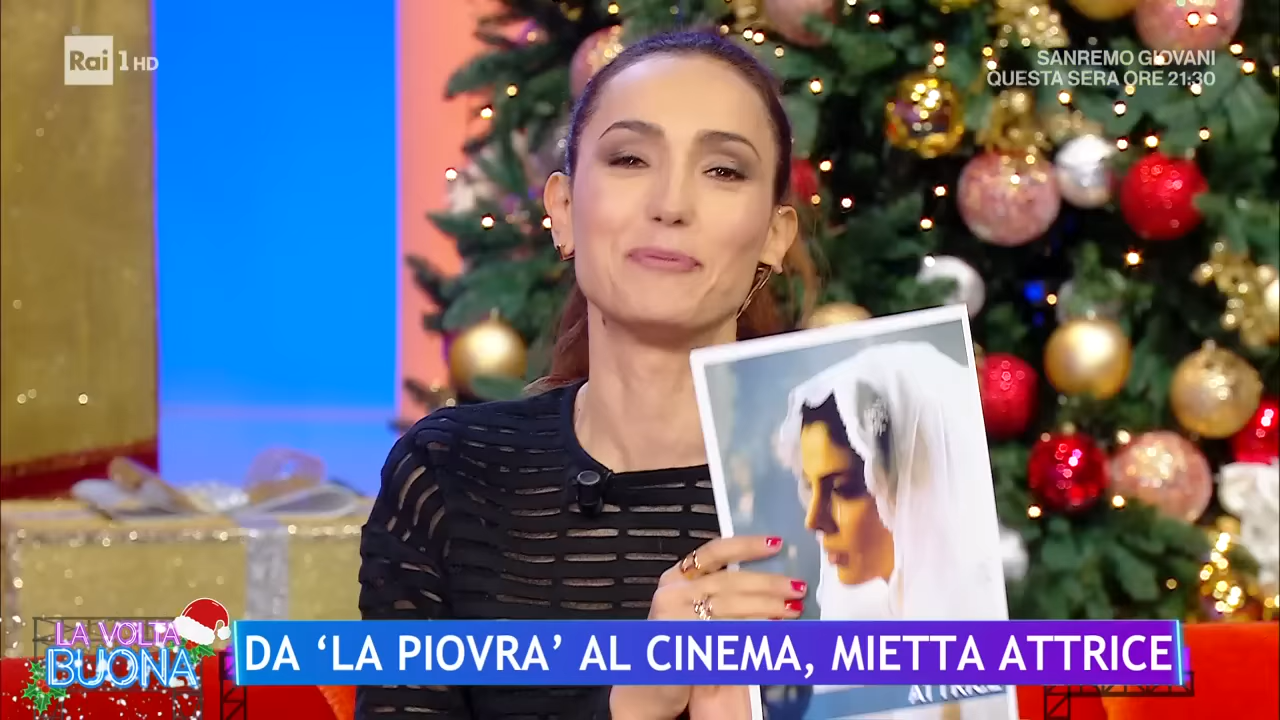 Rai 1 HD
SANREMO GIOVANI
QUESTA SERA ORE 21:30
LA VOLTA
BUONA
DA ‘LA PIOVRA’ AL CINEMA, MIETTA ATTRICE
ATTRICE